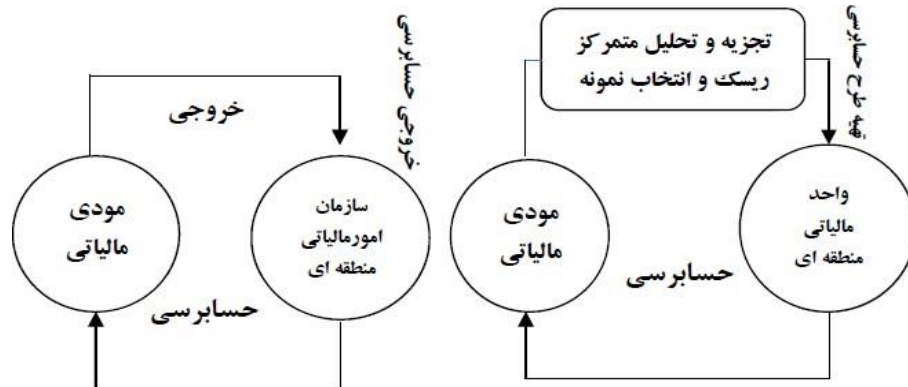 تجزیه و تحلیل متمرکز
ریسک و انتخاب نمونه
تهیه طرح حسابرسی
مودی
مالیاتی
واحد
مالیاتی
منطقه ای
حسابرسی
خروجی
خروجی حسابرسی
مودی
مالیاتی
سازمان
امورمالیاتی
منطقه ای
حسابرسی